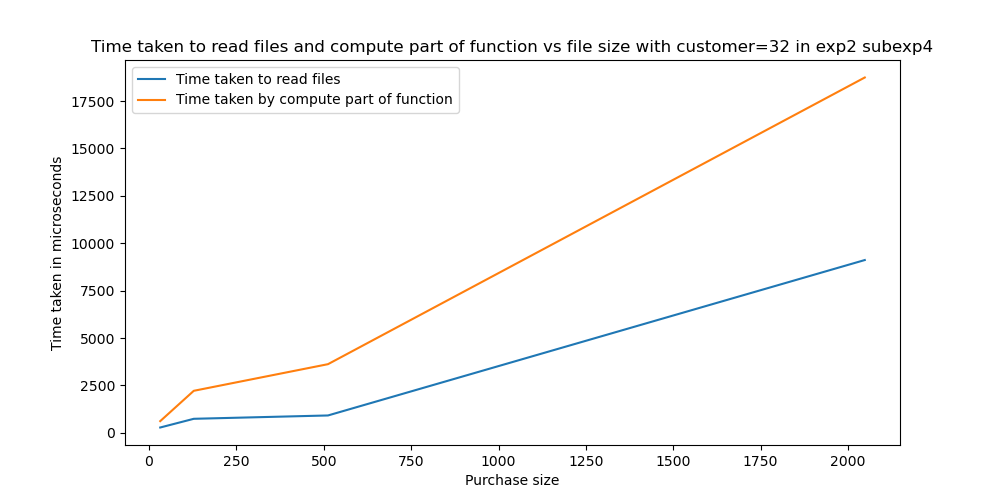 Time taken to read files and compute part of function vs file size with customer=32 in exp2 subexp4
Time taken to read files
Time taken by compute part of function
17500
15000
12500
10000
7500
5000
2500
0
Time taken in microseconds
0 250 500 750 1000 1250 1500 1750 2000
Purchase size